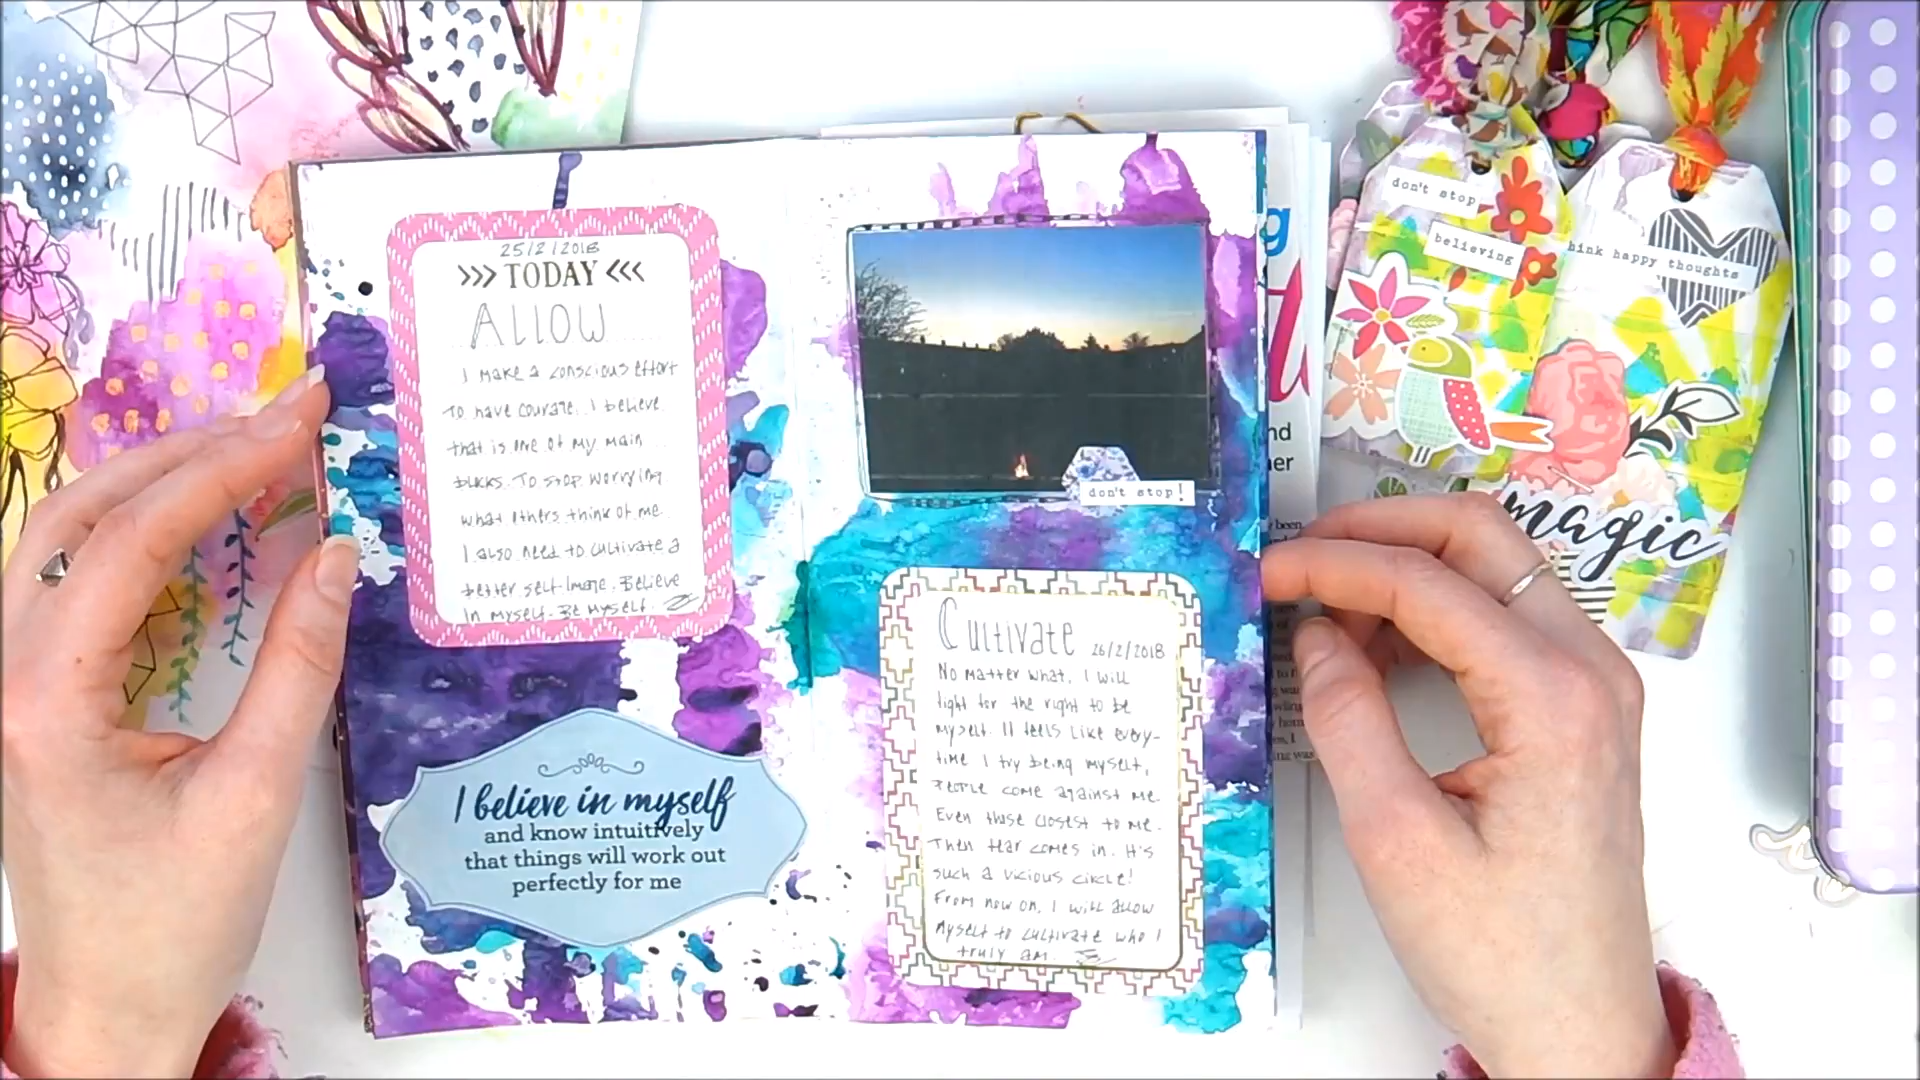 25/2/2018
>>> TODAY <<<
ALLOW
I make a conscious effort
to have courage. I believe
that is one of my main
blocks. To stop worrying
what others think of me.
I also need to cultivate a
better self-image. Believe
in myself. Be myself.
I believe in myself
and know intuitively
that things will work out
perfectly for me
don't stop!
Cultivate 26/2/2018
No matter what, I will
fight for the right to be
myself. It feels like every-
time I try being myself,
people come against me.
Even those closest to me.
Then fear comes in. It's
such a vicious circle!
From now on, I will allow
myself to cultivate who I
truly am.
don't stop
believing
hink happy thoughts
magic
g
nd
her
been